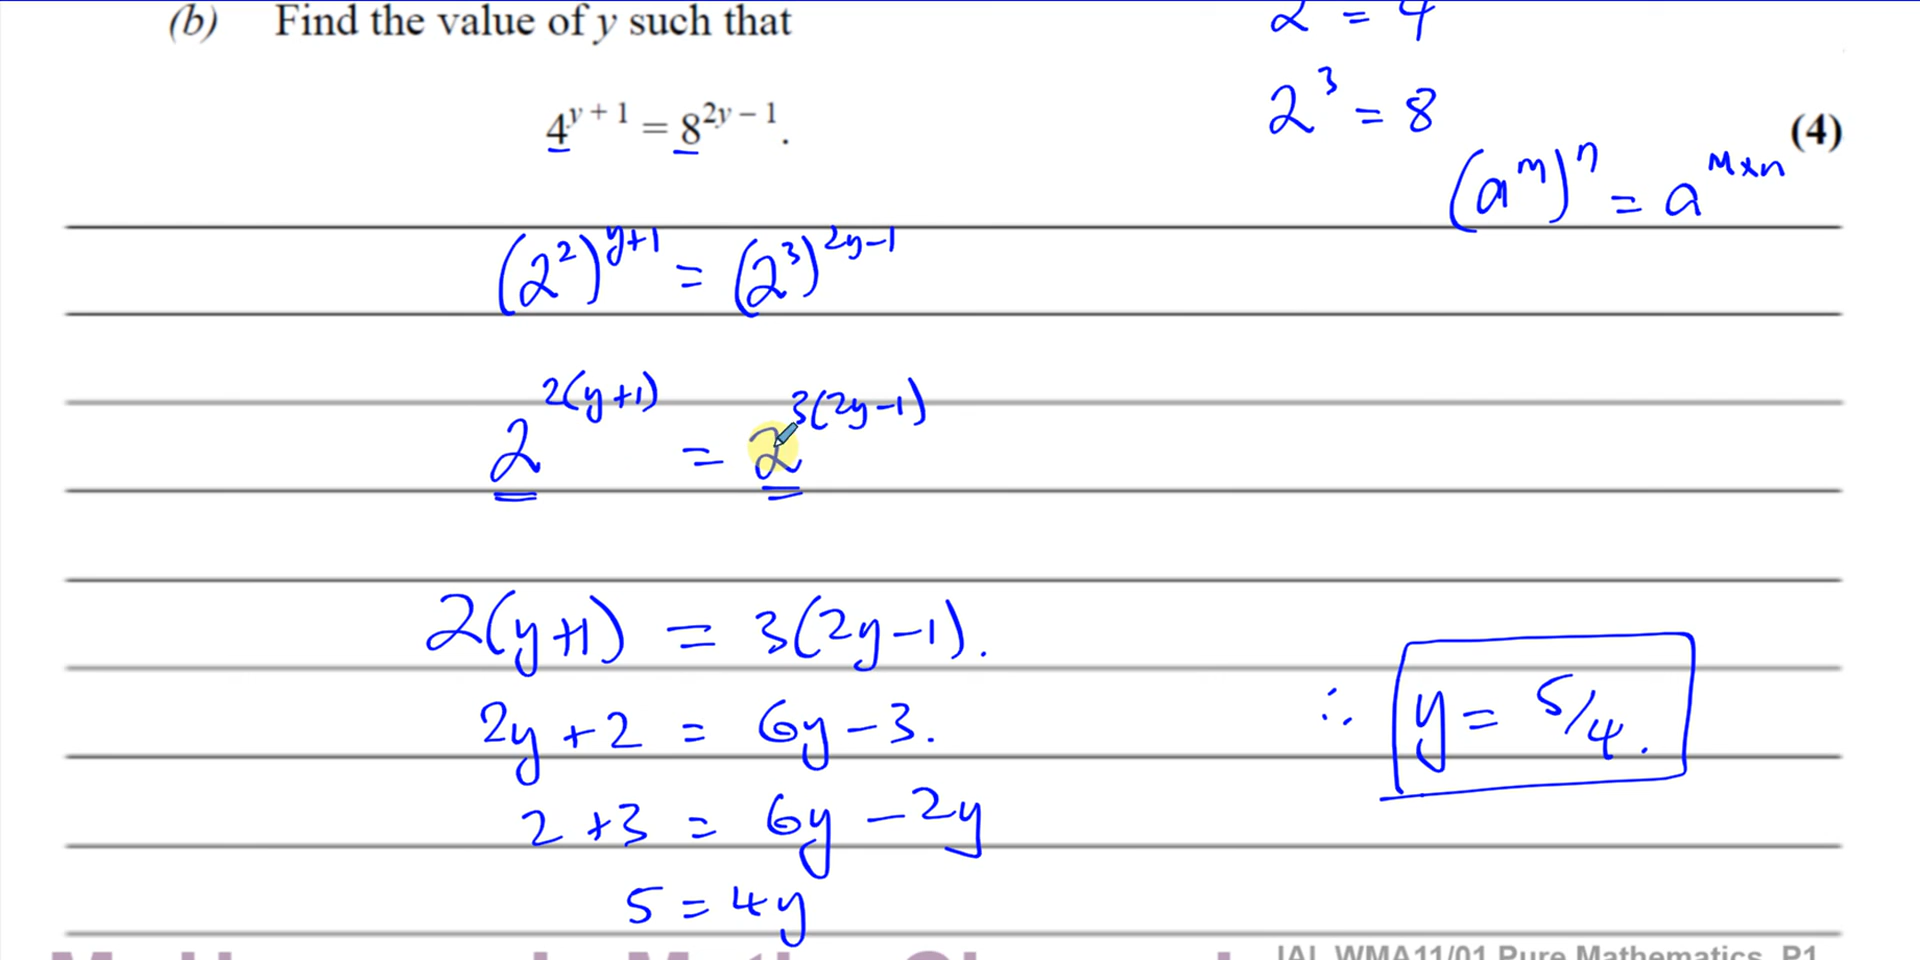 (b) Find the value of y such that
2 = 4
2³ = 8
4^{y + 1} = 8^{2y − 1}.
(4)
(a^m)^n = a^{m×n}
(2²)^{y+1} = (2³)^{2y−1}
2^{2(y+1)} = 2^{3(2y−1)}
2(y+1) = 3(2y−1).
2y + 2 = 6y − 3.
∴ y = 5/4.
2 + 3 = 6y − 2y
5 = 4y
IAL WMA11/01 Pure Mathematics P1